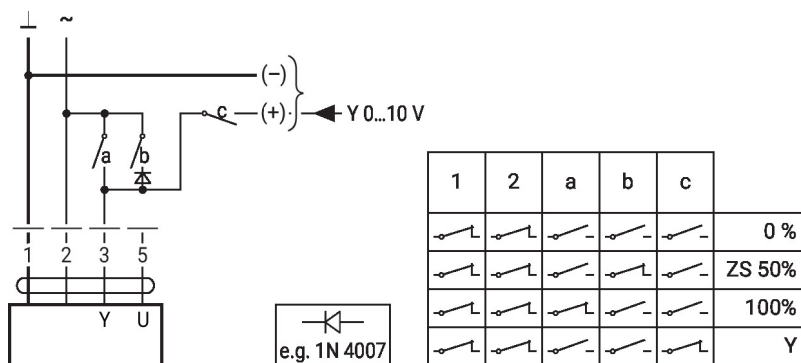 ⊥ ~
(–)
(+) Y 0...10 V
c
a b
1 2 3 5
Y U
e.g. 1N 4007
1 2 a b c
0 %
ZS 50%
100%
Y